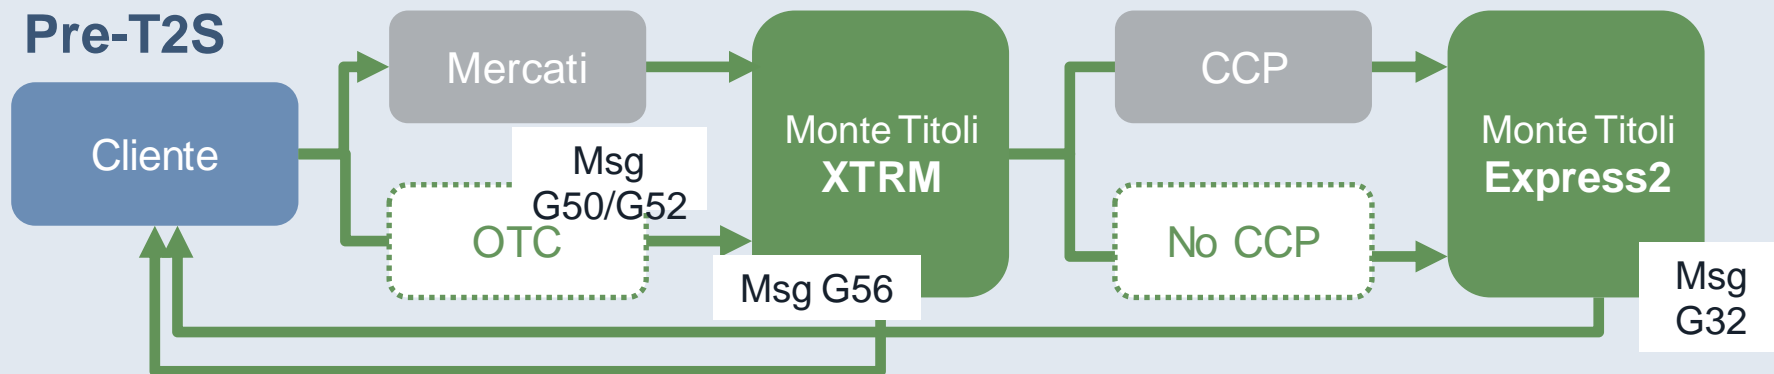 Pre-T2S
Cliente
Mercati
Msg
G50/G52
OTC
Monte Titoli
XTRM
Msg G56
CCP
No CCP
Monte Titoli
Express2
Msg
G32